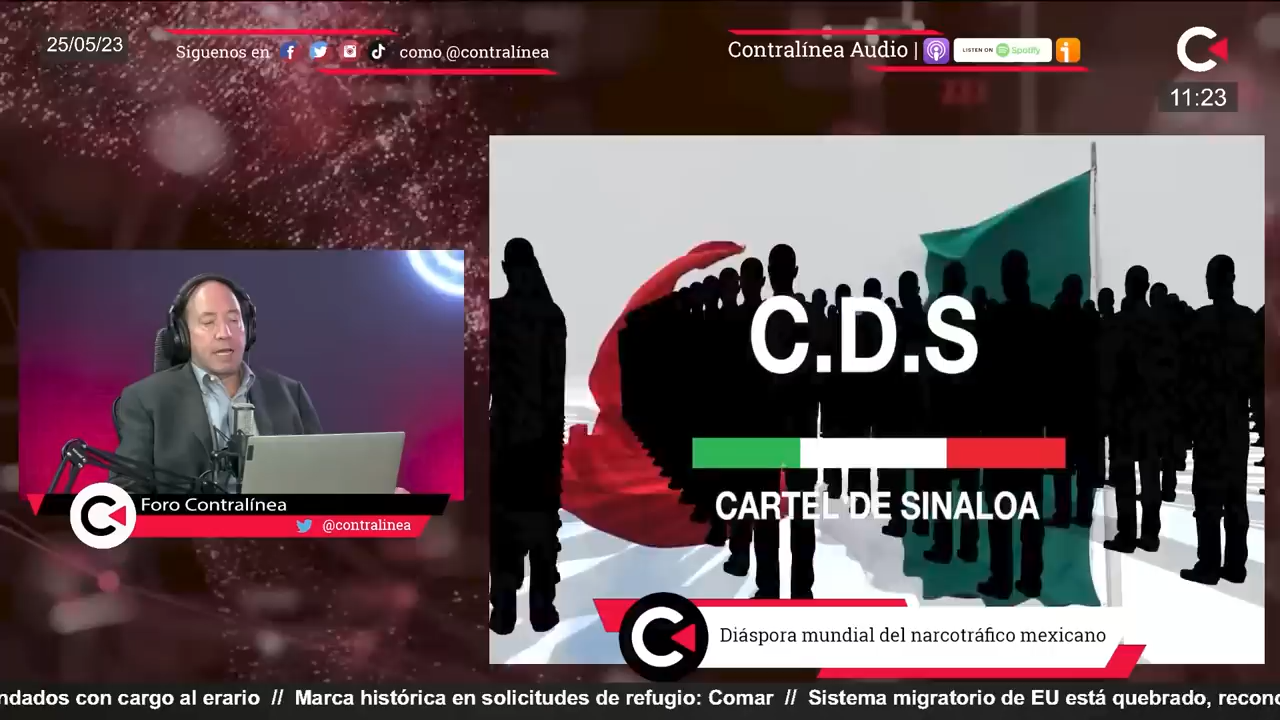 25/05/23
Síguenos en como @contralínea
Contralínea Audio |
LISTEN ON Spotify
11:23
C.D.S
CARTEL DE SINALOA
Foro Contralínea
@contralinea
Diáspora mundial del narcotráfico mexicano
con cargo al erario // Marca histórica en solicitudes de refugio: Comar // Sistema migratorio de EU está quebrado,